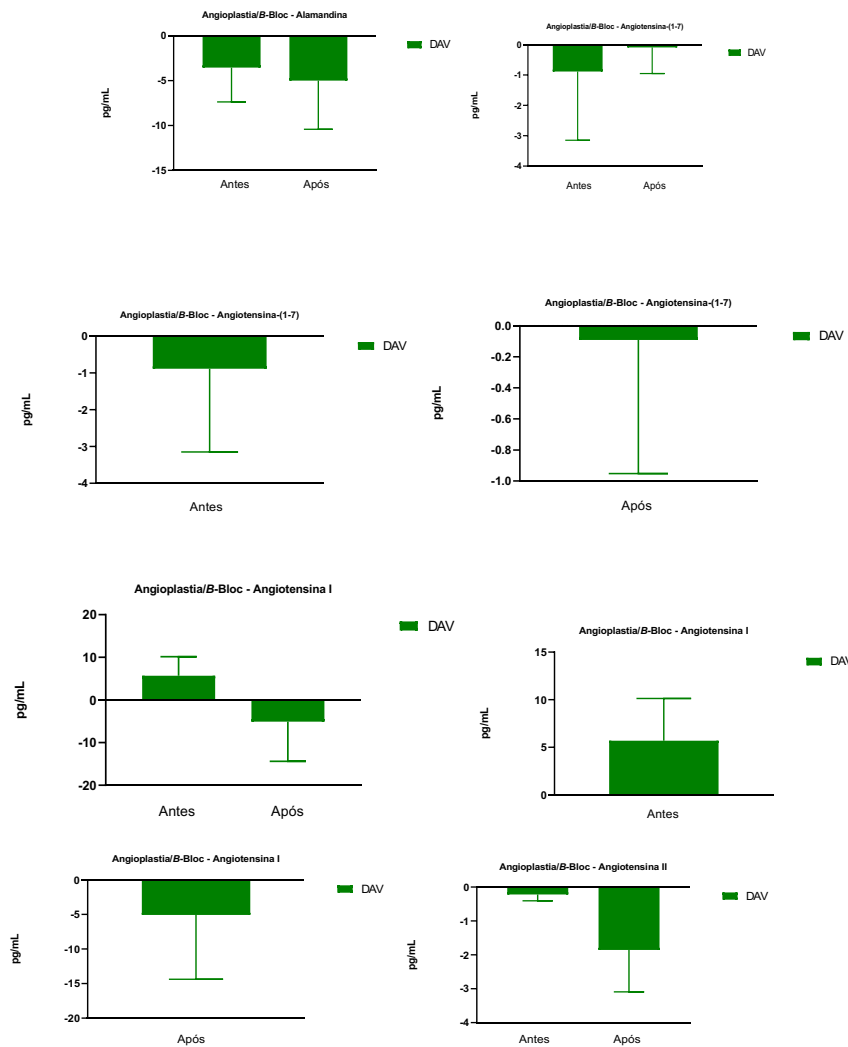 Angioplastia/B-Bloc - Alamandina
0
-5
-10
-15
pg/mL
Antes Após
DAV
Angioplastia/B-Bloc - Angiotensina-(1-7)
0
-1
-2
-3
-4
pg/mL
Antes Após
DAV
Angioplastia/B-Bloc - Angiotensina-(1-7)
0
-1
-2
-3
-4
pg/mL
Antes
DAV
Angioplastia/B-Bloc - Angiotensina-(1-7)
0.0
-0.2
-0.4
-0.6
-0.8
-1.0
pg/mL
Após
DAV
Angioplastia/B-Bloc - Angiotensina I
20
10
0
-10
-20
pg/mL
Antes Após
DAV
Angioplastia/B-Bloc - Angiotensina I
15
10
5
0
pg/mL
Antes
DAV
Angioplastia/B-Bloc - Angiotensina I
0
-5
-10
-15
-20
pg/mL
Após
DAV
Angioplastia/B-Bloc - Angiotensina II
0
-1
-2
-3
-4
pg/mL
Antes Após
DAV